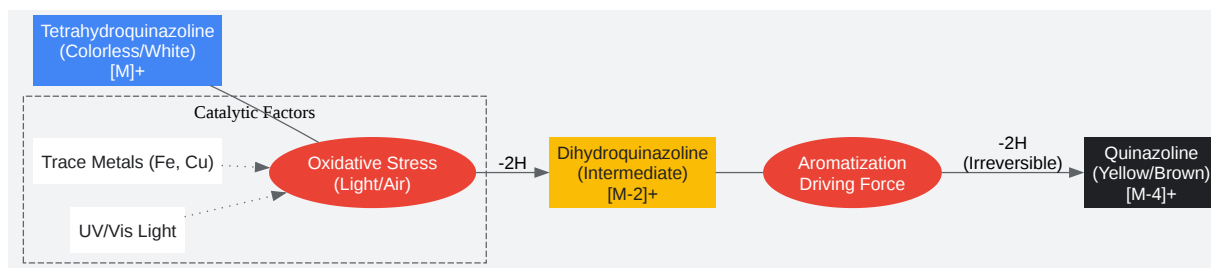 Tetrahydroquinazoline
(Colorless/White)
[M]+
Catalytic Factors
Trace Metals (Fe, Cu)
UV/Vis Light
Oxidative Stress
(Light/Air)
-2H
Dihydroquinazoline
(Intermediate)
[M-2]+
Aromatization
Driving Force
-2H
(Irreversible)
Quinazoline
(Yellow/Brown)
[M-4]+